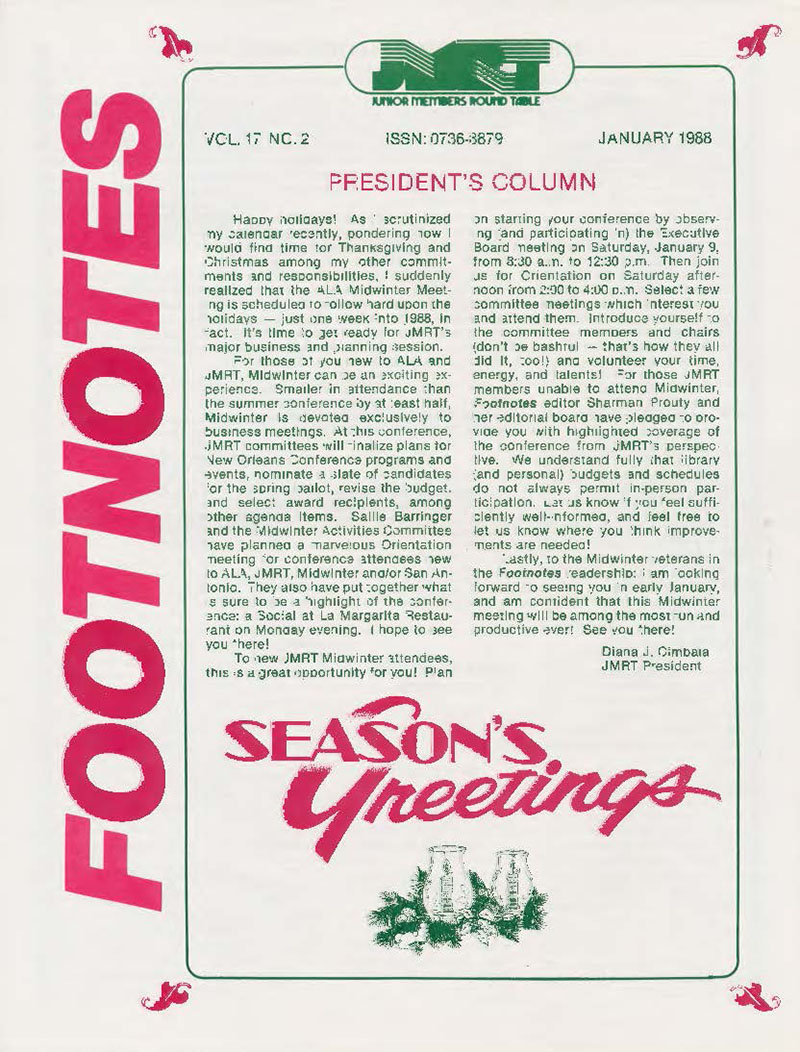 FOOTNOTES
JMRT
JUNIOR MEMBERS ROUND TABLE
VOL. 17 NO. 2 ISSN: 0736-8879 JANUARY 1988
PRESIDENT'S COLUMN
Happy holidays! As I scrutinized
my calendar recently, pondering how I
would find time for Thanksgiving and
Christmas among my other commit-
ments and responsibilities, I suddenly
realized that the ALA Midwinter Meet-
ing is scheduled to follow hard upon the
holidays — just one week into 1988, in
fact. It's time to get ready for JMRT's
major business and planning session.
For those of you new to ALA and
JMRT, Midwinter can be an exciting ex-
perience. Smaller in attendance than
the summer conference by at least half,
Midwinter is devoted exclusively to
business meetings. At this conference,
JMRT committees will finalize plans for
New Orleans Conference programs and
events, nominate a slate of candidates
for the spring ballot, revise the budget,
and select award recipients, among
other agenda items. Sallie Barringer
and the Midwinter Activities Committee
have planned a marvelous Orientation
meeting for conference attendees new
to ALA, JMRT, Midwinter and/or San An-
tonio. They also have put together what
is sure to be a highlight of the confer-
ence: a Social at La Margarita Restau-
rant on Monday evening. I hope to see
you there!
To new JMRT Midwinter attendees,
this is a great opportunity for you! Plan
on starting your conference by observ-
ing (and participating in) the Executive
Board meeting on Saturday, January 9,
from 8:30 a.m. to 12:30 p.m. Then join
us for Orientation on Saturday after-
noon from 2:00 to 4:00 p.m. Select a few
committee meetings which interest you
and attend them. Introduce yourself to
the committee members and chairs
(don't be bashful — that's how they all
did it, too!) and volunteer your time,
energy, and talents! For those JMRT
members unable to attend Midwinter,
Footnotes editor Sharman Prouty and
her editorial board have pledged to pro-
vide you with highlighted coverage of
the conference from JMRT's perspec-
tive. We understand fully that library
(and personal) budgets and schedules
do not always permit in-person par-
ticipation. Let us know if you feel suffi-
ciently well-informed, and feel free to
let us know where you think improve-
ments are needed!
Lastly, to the Midwinter veterans in
the Footnotes readership: I am looking
forward to seeing you in early January,
and am confident that this Midwinter
meeting will be among the most fun and
productive ever! See you there!
Diana J. Cimbala
JMRT President
SEASON'S
Greetings